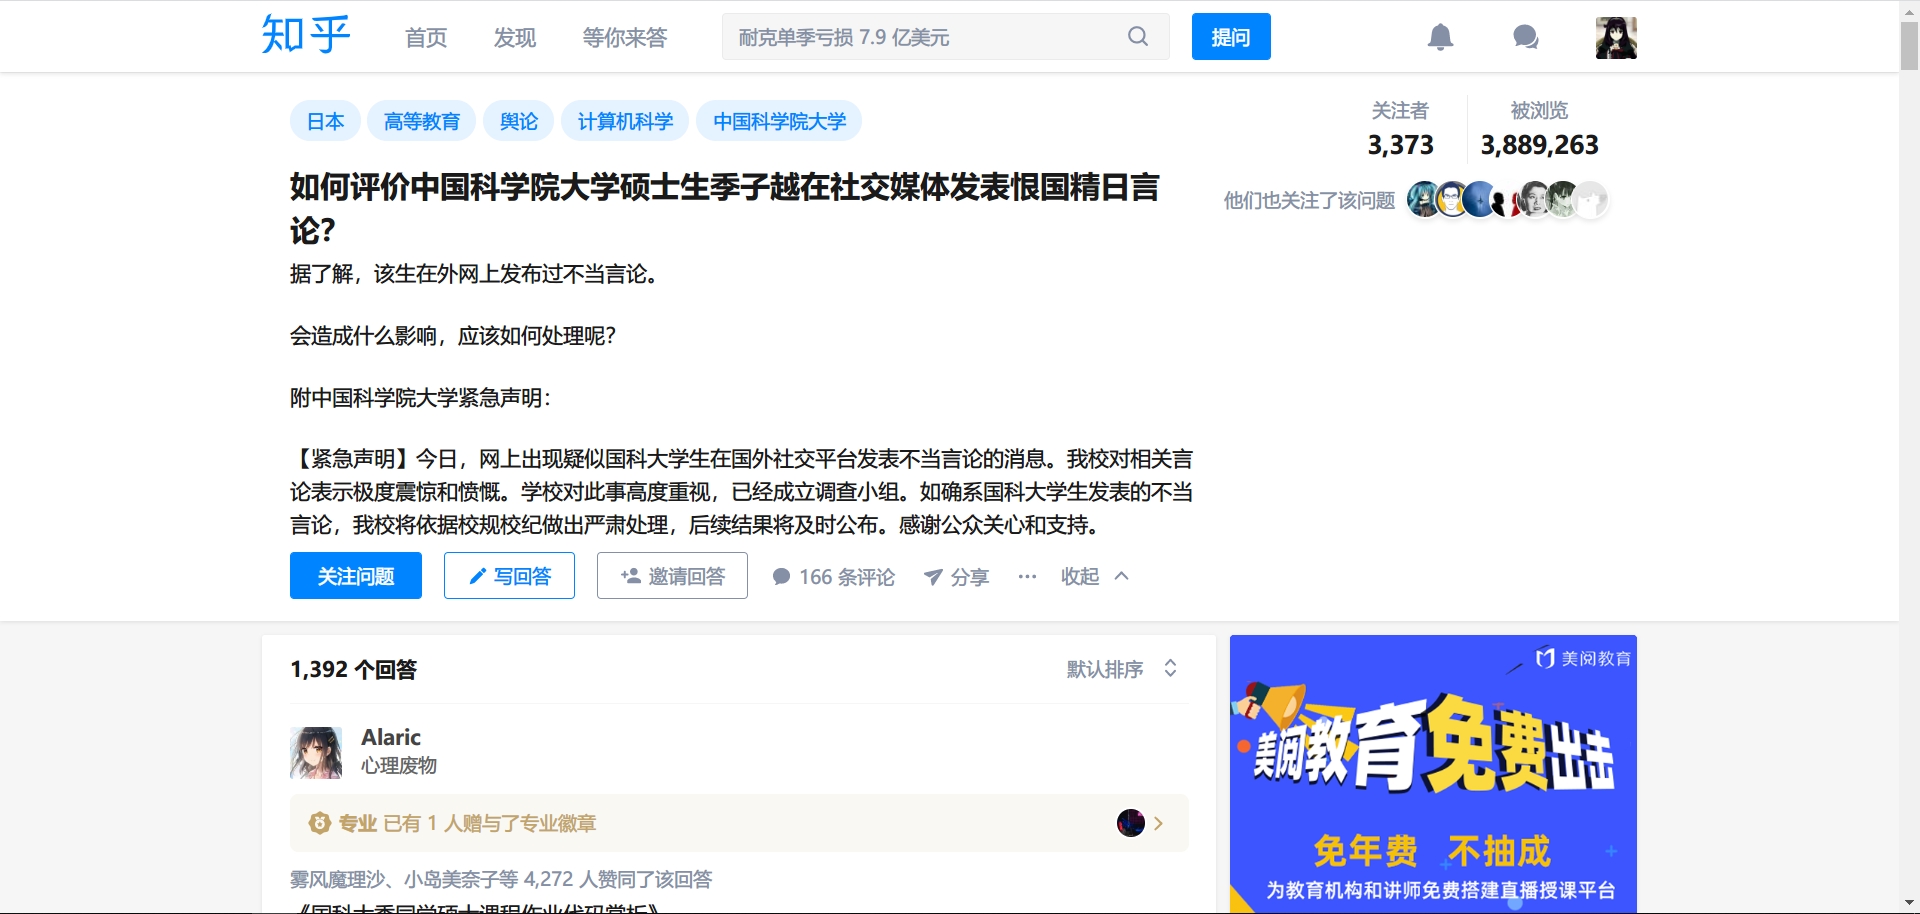 知乎 首页 发现 等你来答 耐克单季亏损 7.9 亿美元 提问
日本 高等教育 舆论 计算机科学 中国科学院大学
关注者 被浏览
3,373 3,889,263
如何评价中国科学院大学硕士生季子越在社交媒体发表恨国精日言
论？
他们也关注了该问题
据了解，该生在外网上发布过不当言论。
会造成什么影响，应该如何处理呢？
附中国科学院大学紧急声明：
【紧急声明】今日，网上出现疑似国科大学生在国外社交平台发表不当言论的消息。我校对相关言
论表示极度震惊和愤慨。学校对此事高度重视，已经成立调查小组。如确系国科大学生发表的不当
言论，我校将依据校规校纪做出严肃处理，后续结果将及时公布。感谢公众关心和支持。
关注问题 写回答 邀请回答 166 条评论 分享 ··· 收起
1,392 个回答 默认排序
Alaric
心理废物
专业 已有 1 人赠与了专业徽章
雾风魔理沙、小岛美奈子等 4,272 人赞同了该回答
《国科大季同学硕士课程作业代码赏析》
美阅教育
美阅教育免费出击
免年费 不抽成
为教育机构和讲师免费搭建直播授课平台